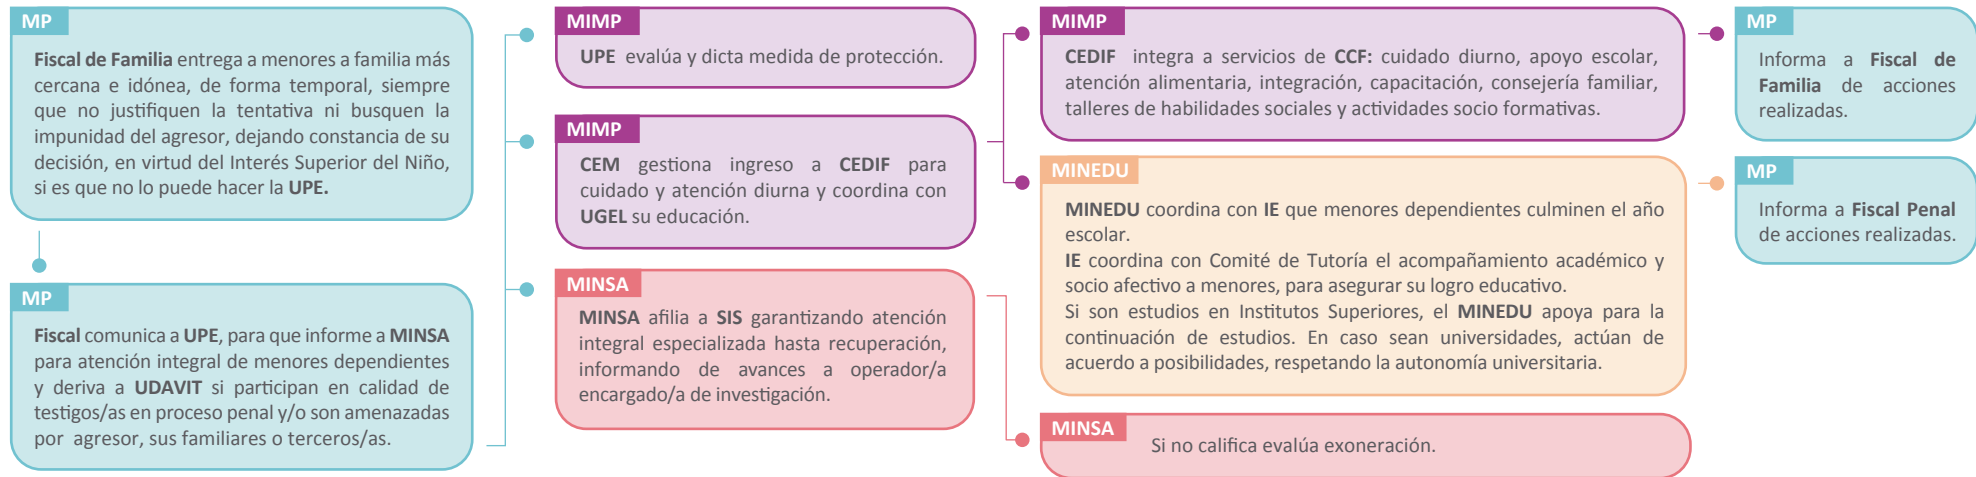 MP
Fiscal de Familia entrega a menores a familia más
cercana e idónea, de forma temporal, siempre
que no justifiquen la tentativa ni busquen la
impunidad del agresor, dejando constancia de su
decisión, en virtud del Interés Superior del Niño,
si es que no lo puede hacer la UPE.
MP
Fiscal comunica a UPE, para que informe a MINSA
para atención integral de menores dependientes
y deriva a UDAVIT si participan en calidad de
testigos/as en proceso penal y/o son amenazadas
por agresor, sus familiares o terceros/as.
MIMP
UPE evalúa y dicta medida de protección.
MIMP
CEM gestiona ingreso a CEDIF para
cuidado y atención diurna y coordina con
UGEL su educación.
MINSA
MINSA afilia a SIS garantizando atención
integral especializada hasta recuperación,
informando de avances a operador/a
encargado/a de investigación.
MIMP
CEDIF integra a servicios de CCF: cuidado diurno, apoyo escolar,
atención alimentaria, integración, capacitación, consejería familiar,
talleres de habilidades sociales y actividades socio formativas.
MINEDU
MINEDU coordina con IE que menores dependientes culminen el año
escolar.
IE coordina con Comité de Tutoría el acompañamiento académico y
socio afectivo a menores, para asegurar su logro educativo.
Si son estudios en Institutos Superiores, el MINEDU apoya para la
continuación de estudios. En caso sean universidades, actúan de
acuerdo a posibilidades, respetando la autonomía universitaria.
MINSA
Si no califica evalúa exoneración.
MP
Informa a Fiscal de
Familia de acciones
realizadas.
MP
Informa a Fiscal Penal
de acciones realizadas.